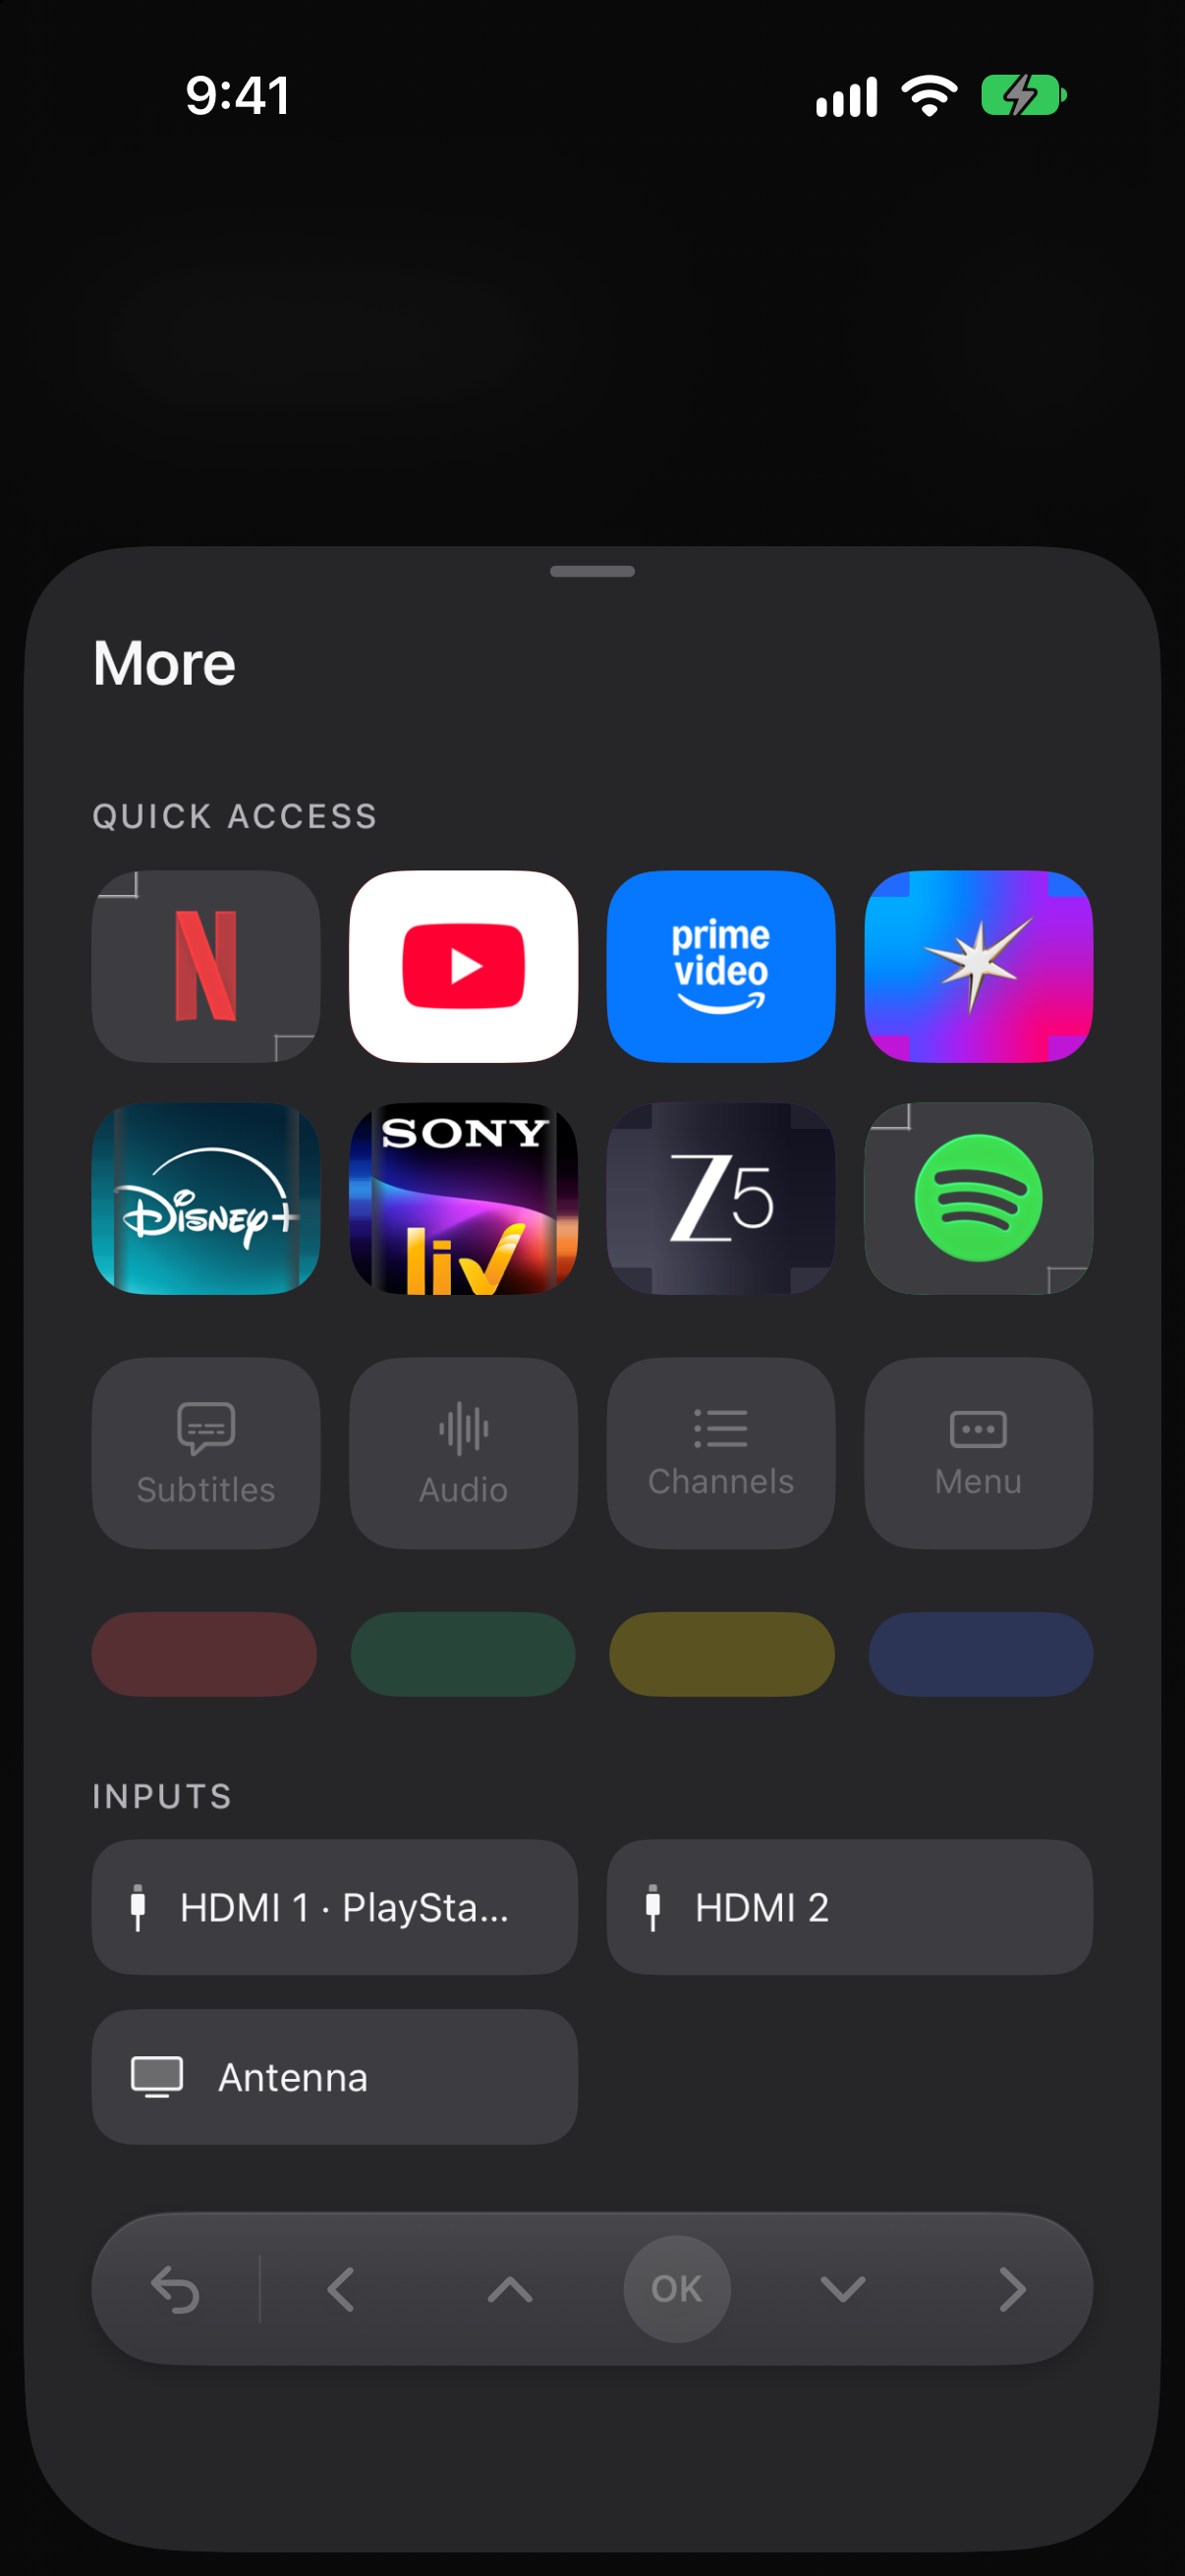 9:41
More
QUICK ACCESS
N
prime
video
Disney+
SONY
liv
Z5
Subtitles
Audio
Channels
Menu
INPUTS
HDMI 1 · PlaySta...
HDMI 2
Antenna
OK